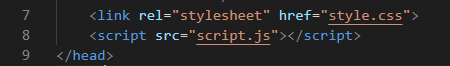 7 <link rel="stylesheet" href="style.css">
8 <script src="script.js"></script>
9 </head>